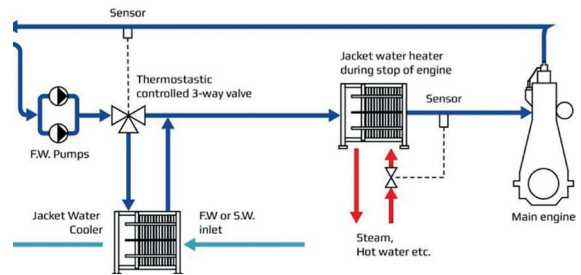 Sensor
Thermostastic
controlled 3-way valve
Jacket water heater
during stop of engine
Sensor
F.W. Pumps
Jacket Water
Cooler
F.W or S.W.
inlet
Steam,
Hot water etc.
Main engine